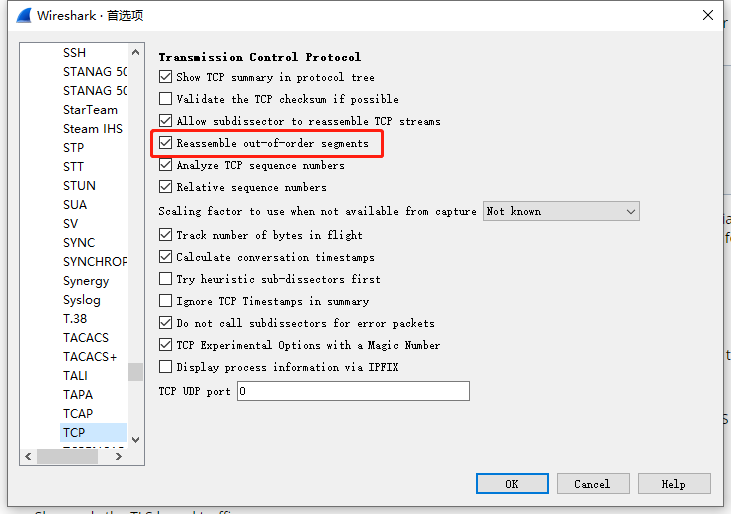 Wireshark · 首选项
SSH
STANAG 50
STANAG 50
StarTeam
Steam IHS
STP
STT
STUN
SUA
SV
SYNC
SYNCHROP
Synergy
Syslog
T.38
TACACS
TACACS+
TALI
TAPA
TCAP
TCP
Transmission Control Protocol
Show TCP summary in protocol tree
Validate the TCP checksum if possible
Allow subdissector to reassemble TCP streams
Reassemble out-of-order segments
Analyze TCP sequence numbers
Relative sequence numbers
Scaling factor to use when not available from capture Not known
Track number of bytes in flight
Calculate conversation timestamps
Try heuristic sub-dissectors first
Ignore TCP Timestamps in summary
Do not call subdissectors for error packets
TCP Experimental Options with a Magic Number
Display process information via IPFIX
TCP UDP port 0
OK Cancel Help